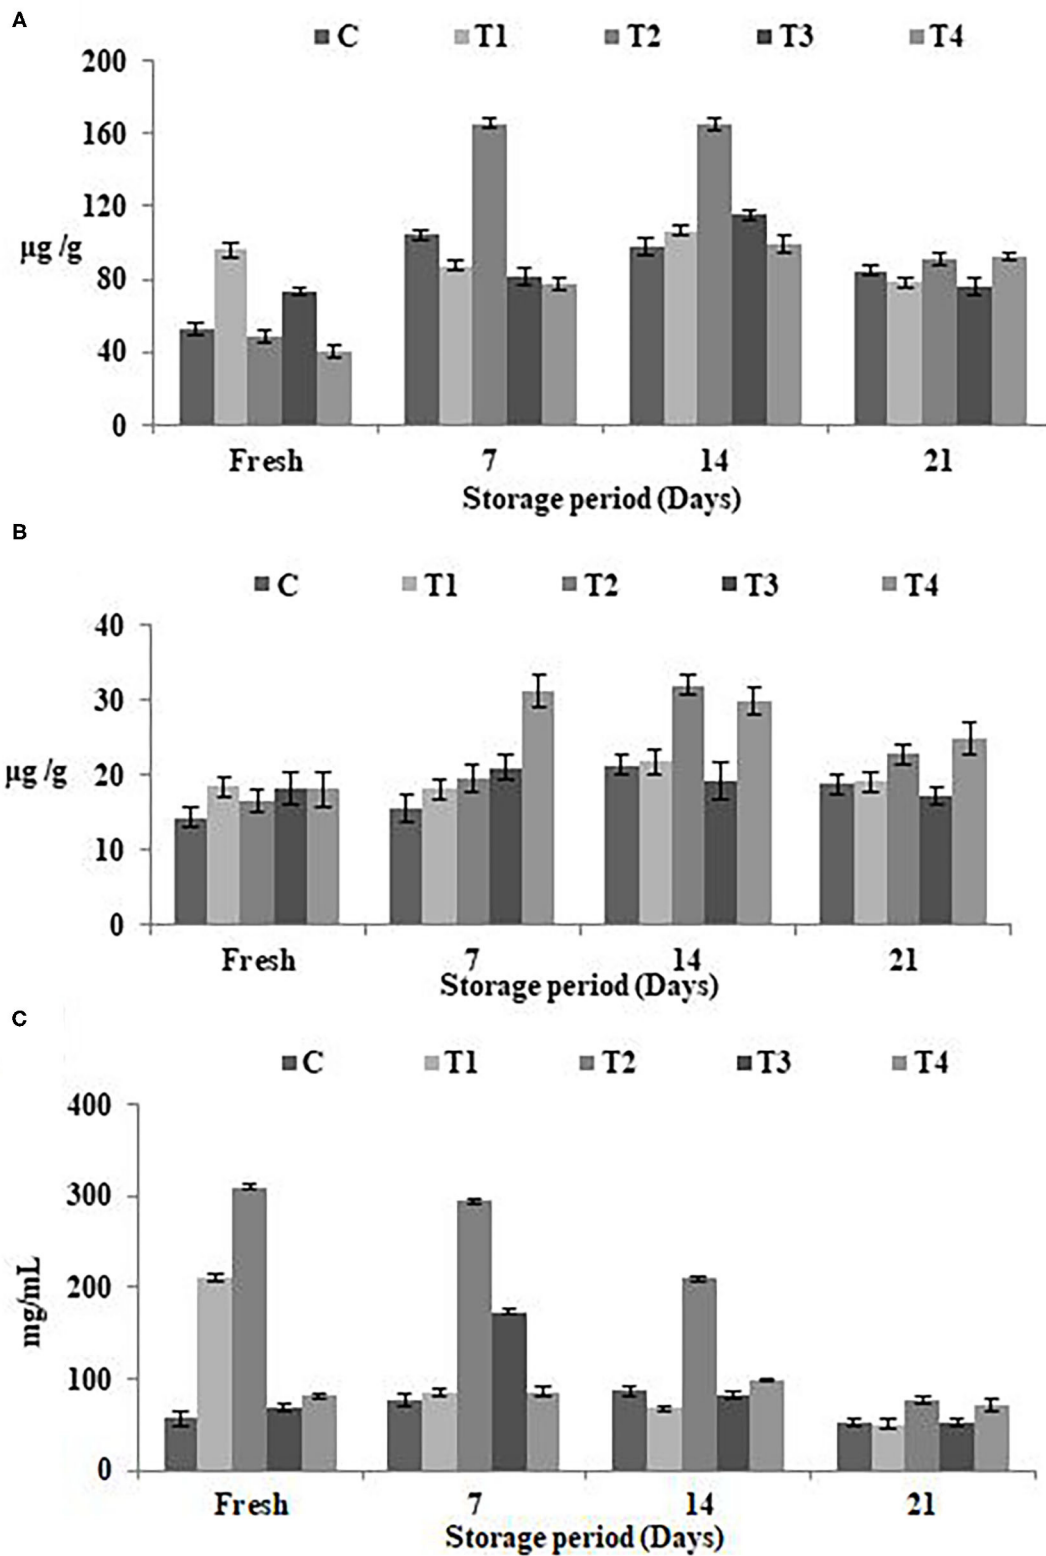 A
C T1 T2 T3 T4
200
160
120
µg /g
80
40
0
Fresh 7 14 21
Storage period (Days)
B
C T1 T2 T3 T4
40
30
µg /g
20
10
0
Fresh 7 14 21
Storage period (Days)
C
C T1 T2 T3 T4
400
300
mg/mL
200
100
0
Fresh 7 14 21
Storage period (Days)